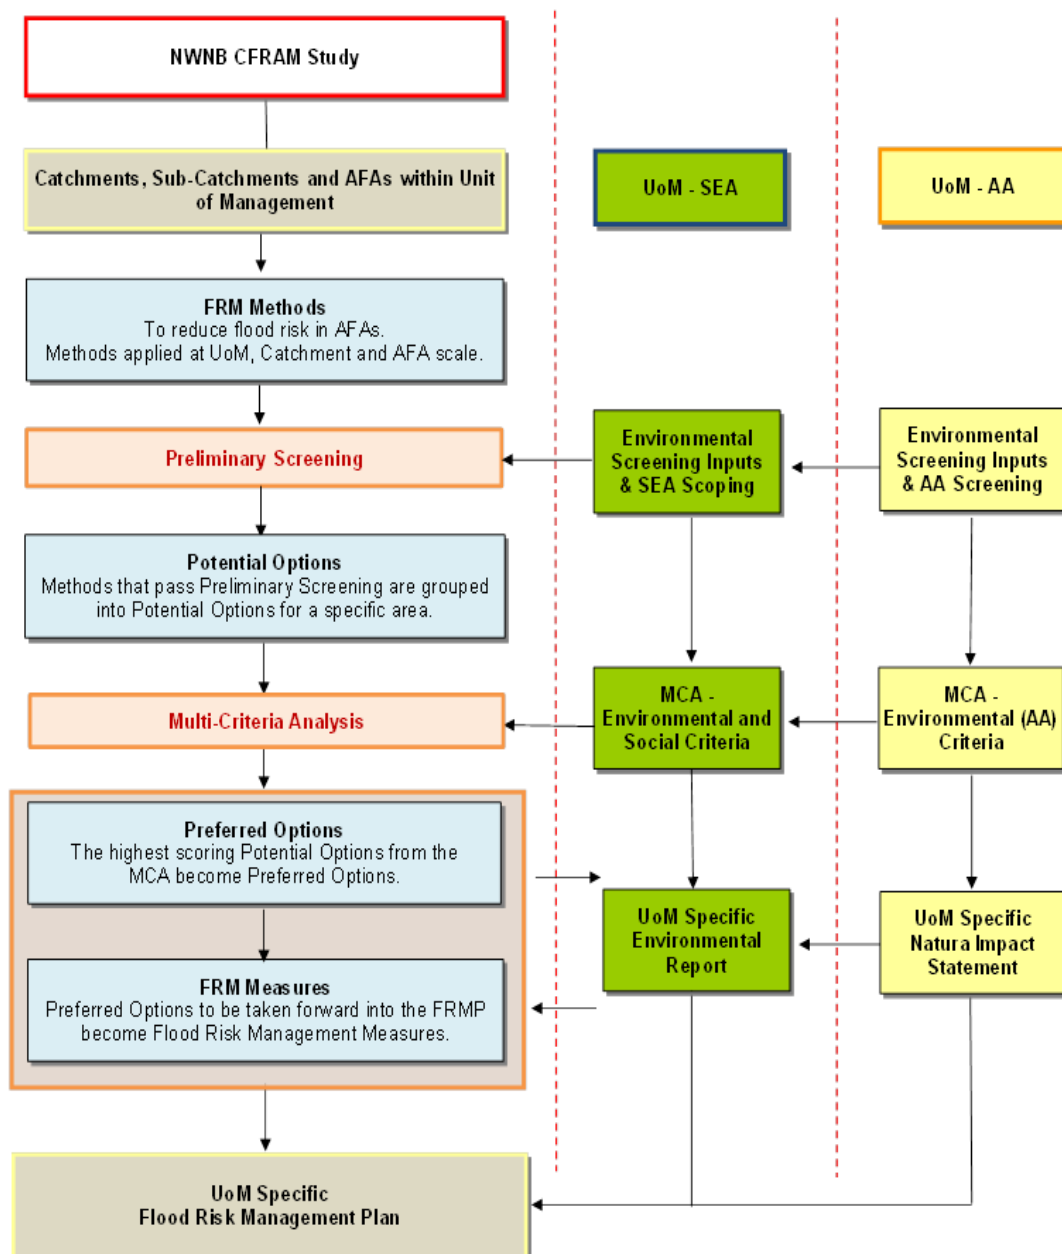 NWNB CFRAM Study
Catchments, Sub-Catchments and AFAs within Unit
of Management
UoM - SEA
UoM - AA
FRM Methods
To reduce flood risk in AFAs.
Methods applied at UoM, Catchment and AFA scale.
Preliminary Screening
Environmental
Screening Inputs
& SEA Scoping
Environmental
Screening Inputs
& AA Screening
Potential Options
Methods that pass Preliminary Screening are grouped
into Potential Options for a specific area.
Multi-Criteria Analysis
MCA -
Environmental and
Social Criteria
MCA -
Environmental (AA)
Criteria
Preferred Options
The highest scoring Potential Options from the
MCA become Preferred Options.
UoM Specific
Environmental
Report
UoM Specific
Natura Impact
Statement
FRM Measures
Preferred Options to be taken forward into the FRMP
become Flood Risk Management Measures.
UoM Specific
Flood Risk Management Plan